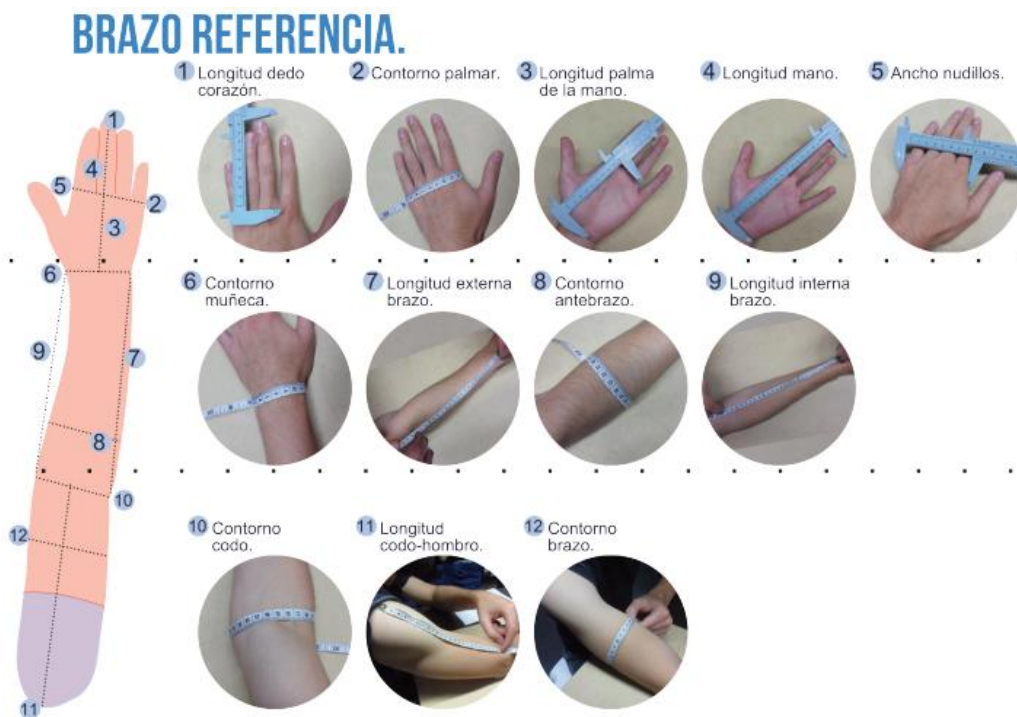 BRAZO REFERENCIA.
1 Longitud dedo
corazón.
2 Contorno palmar.
3 Longitud palma
de la mano.
4 Longitud mano.
5 Ancho nudillos.
6 Contorno
muñeca.
7 Longitud externa
brazo.
8 Contorno
antebrazo.
9 Longitud interna
brazo.
10 Contorno
codo.
11 Longitud
codo-hombro.
12 Contorno
brazo.
1
4
5
2
3
6
9
7
8
10
12
11